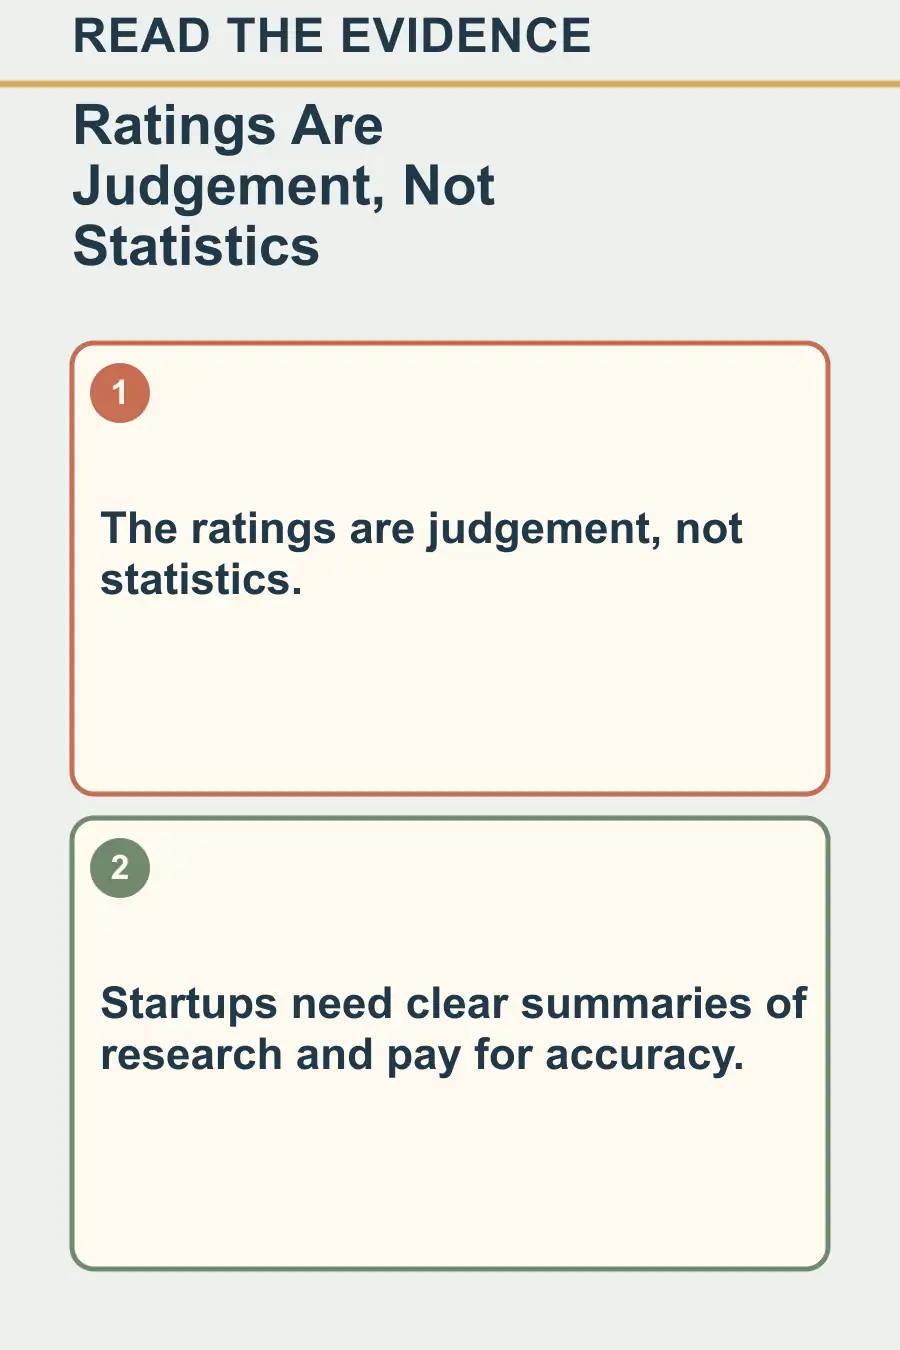 READ THE EVIDENCE
Ratings Are
Judgement, Not
Statistics
1
The ratings are judgement, not
statistics.
2
Startups need clear summaries of
research and pay for accuracy.